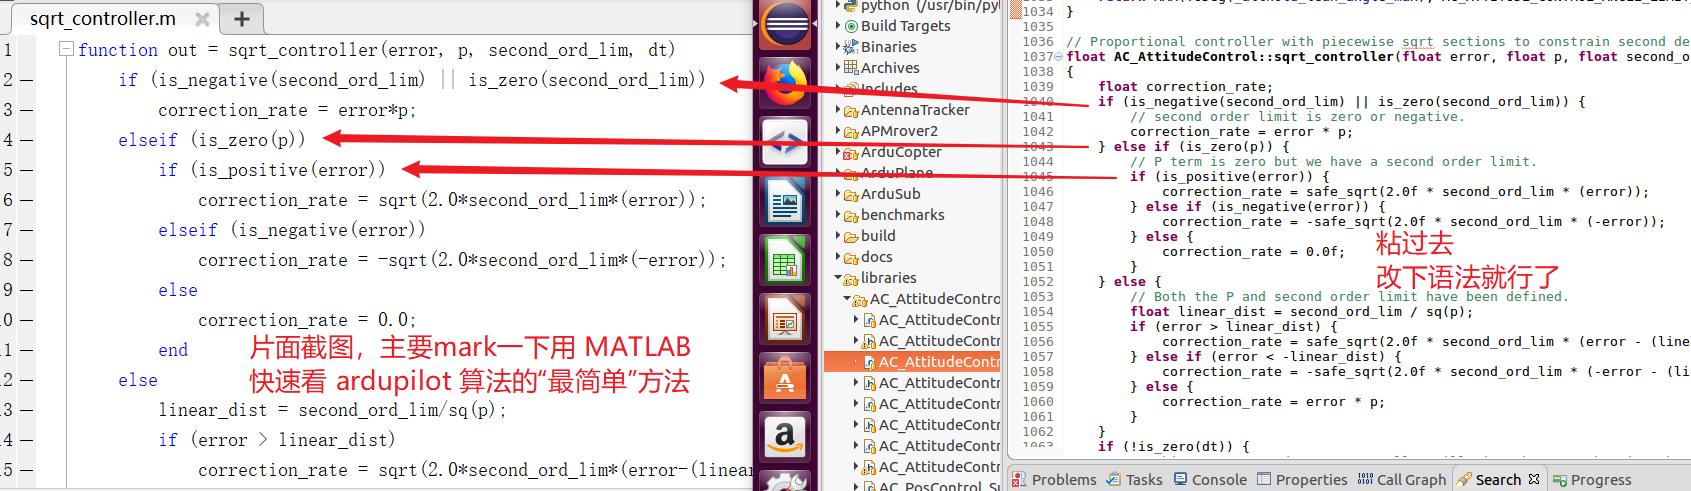 sqrt_controller.m
1 function out = sqrt_controller(error, p, second_ord_lim, dt)
2 if (is_negative(second_ord_lim) || is_zero(second_ord_lim))
3 correction_rate = error*p;
4 elseif (is_zero(p))
5 if (is_positive(error))
6 correction_rate = sqrt(2.0*second_ord_lim*(error));
7 elseif (is_negative(error))
8 correction_rate = -sqrt(2.0*second_ord_lim*(-error));
9 else
0 correction_rate = 0.0;
1 end
2 else
3 linear_dist = second_ord_lim/sq(p);
4 if (error > linear_dist)
5 correction_rate = sqrt(2.0*second_ord_lim*(error-(linea
片面截图，主要mark一下用 MATLAB
快速看 ardupilot 算法的“最简单”方法
python (/usr/bin/pyt
Build Targets
Binaries
Archives
Includes
AntennaTracker
APMrover2
ArduCopter
ArduPlane
ArduSub
benchmarks
build
docs
libraries
AC_AttitudeContro
AC_AttitudeContr
AC_AttitudeContr
AC_AttitudeContr
AC_AttitudeContr
AC_AttitudeContr
AC_AttitudeContr
AC_AttitudeContr
AC_AttitudeContr
AC_PosControl_Su
1034 }
1035
1036 // Proportional controller with piecewise sqrt sections to constrain second de
1037 float AC_AttitudeControl::sqrt_controller(float error, float p, float second_o
1038 {
1039 float correction_rate;
1040 if (is_negative(second_ord_lim) || is_zero(second_ord_lim)) {
1041 // second order limit is zero or negative.
1042 correction_rate = error * p;
1043 } else if (is_zero(p)) {
1044 // P term is zero but we have a second order limit.
1045 if (is_positive(error)) {
1046 correction_rate = safe_sqrt(2.0f * second_ord_lim * (error));
1047 } else if (is_negative(error)) {
1048 correction_rate = -safe_sqrt(2.0f * second_ord_lim * (-error));
1049 } else {
1050 correction_rate = 0.0f;
1051 }
1052 } else {
1053 // Both the P and second order limit have been defined.
1054 float linear_dist = second_ord_lim / sq(p);
1055 if (error > linear_dist) {
1056 correction_rate = safe_sqrt(2.0f * second_ord_lim * (error - (line
1057 } else if (error < -linear_dist) {
1058 correction_rate = -safe_sqrt(2.0f * second_ord_lim * (-error - (li
1059 } else {
1060 correction_rate = error * p;
1061 }
1062 }
1063 if (!is_zero(dt)) {
粘过去
改下语法就行了
Problems Tasks Console Properties Call Graph Search Progress